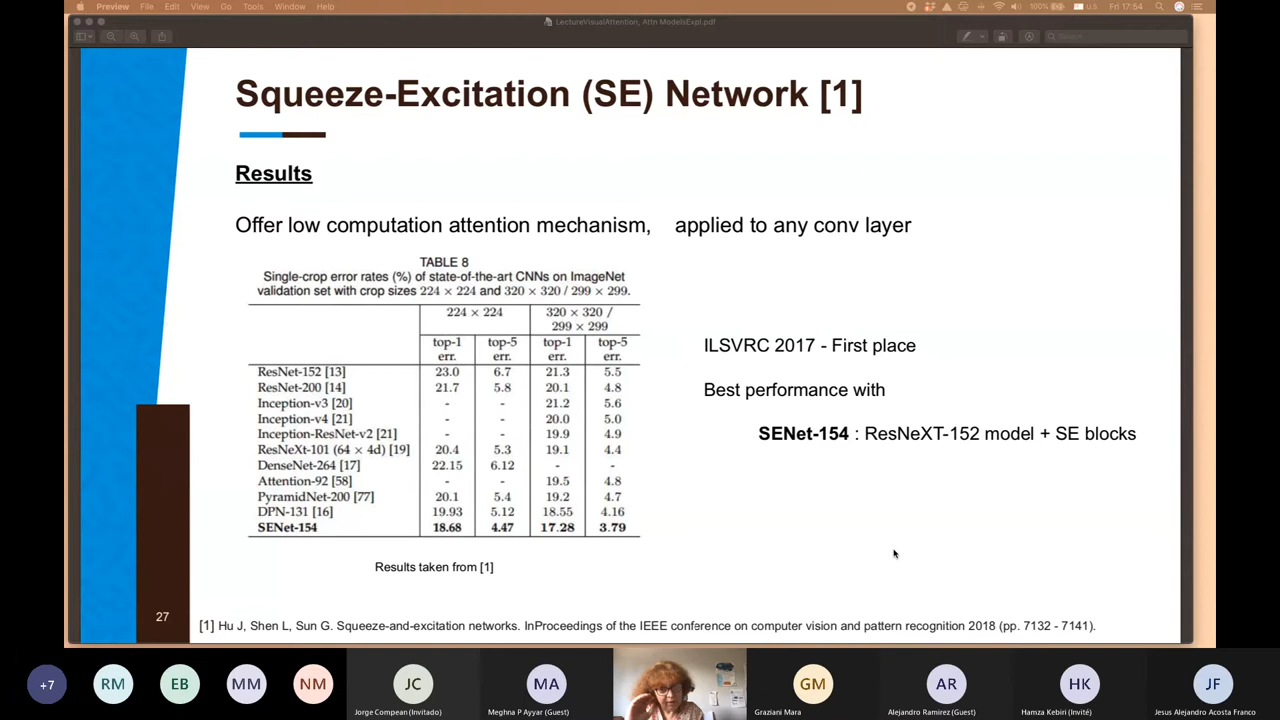 Preview File Edit View Go Tools Window Help 100% U.S. Fri 17:54
LectureVisualAttention, Attn ModelsExpl.pdf
Search
Squeeze-Excitation (SE) Network [1]
Results
Offer low computation attention mechanism, applied to any conv layer
TABLE 8
Single-crop error rates (%) of state-of-the-art CNNs on ImageNet
validation set with crop sizes 224 × 224 and 320 × 320 / 299 × 299.
224 × 224 320 × 320 /
299 × 299
top-1 top-5 top-1 top-5
err. err. err. err.
ResNet-152 [13] 23.0 6.7 21.3 5.5
ResNet-200 [14] 21.7 5.8 20.1 4.8
Inception-v3 [20] - - 21.2 5.6
Inception-v4 [21] - - 20.0 5.0
Inception-ResNet-v2 [21] - - 19.9 4.9
ResNeXt-101 (64 × 4d) [19] 20.4 5.3 19.1 4.4
DenseNet-264 [17] 22.15 6.12 - -
Attention-92 [58] - - 19.5 4.8
PyramidNet-200 [77] 20.1 5.4 19.2 4.7
DPN-131 [16] 19.93 5.12 18.55 4.16
SENet-154 18.68 4.47 17.28 3.79
Results taken from [1]
ILSVRC 2017 - First place
Best performance with
SENet-154 : ResNeXT-152 model + SE blocks
27
[1] Hu J, Shen L, Sun G. Squeeze-and-excitation networks. InProceedings of the IEEE conference on computer vision and pattern recognition 2018 (pp. 7132 - 7141).
+7 RM EB MM NM JC MA GM AR HK JF
Jorge Compean (Invitado) Meghna P Ayyar (Guest) Graziani Mara Alejandro Ramirez (Guest) Hamza Kebiri (Invité) Jesus Alejandro Acosta Franco